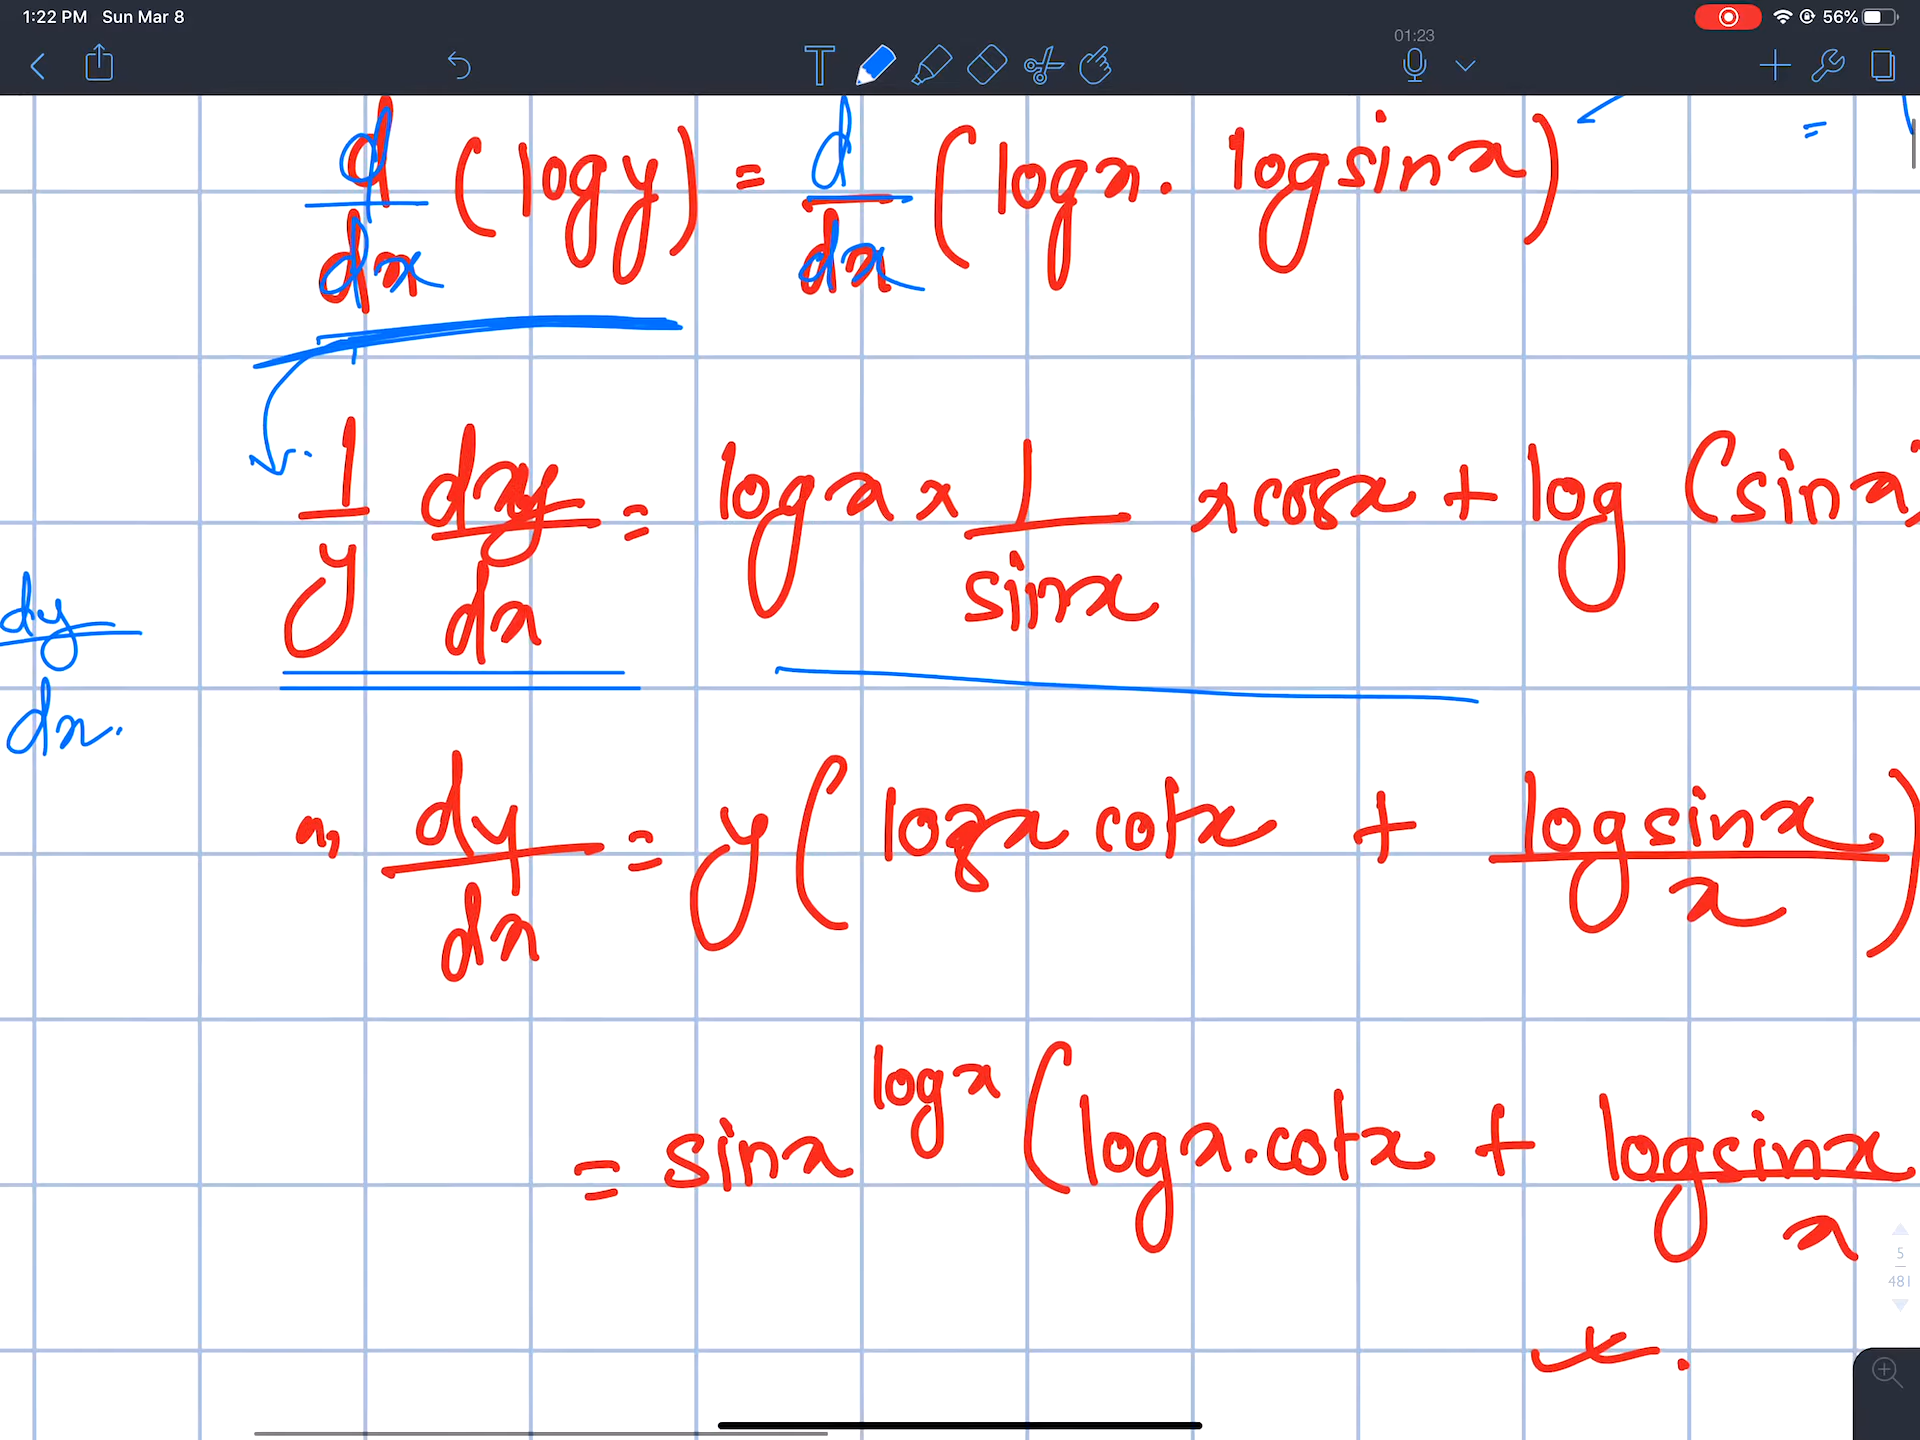 1:22 PM Sun Mar 8
56%
01:23
d/dx (log y) = d/dx (log x . log sin x)
=
1/y dy/dx = log x × 1/sin x × cos x + log (sin x)
dy/dx .
dy/dx = y ( log x cot x + log sin x / x )
= sin x^log x ( log x . cot x + log sin x / x
5
481